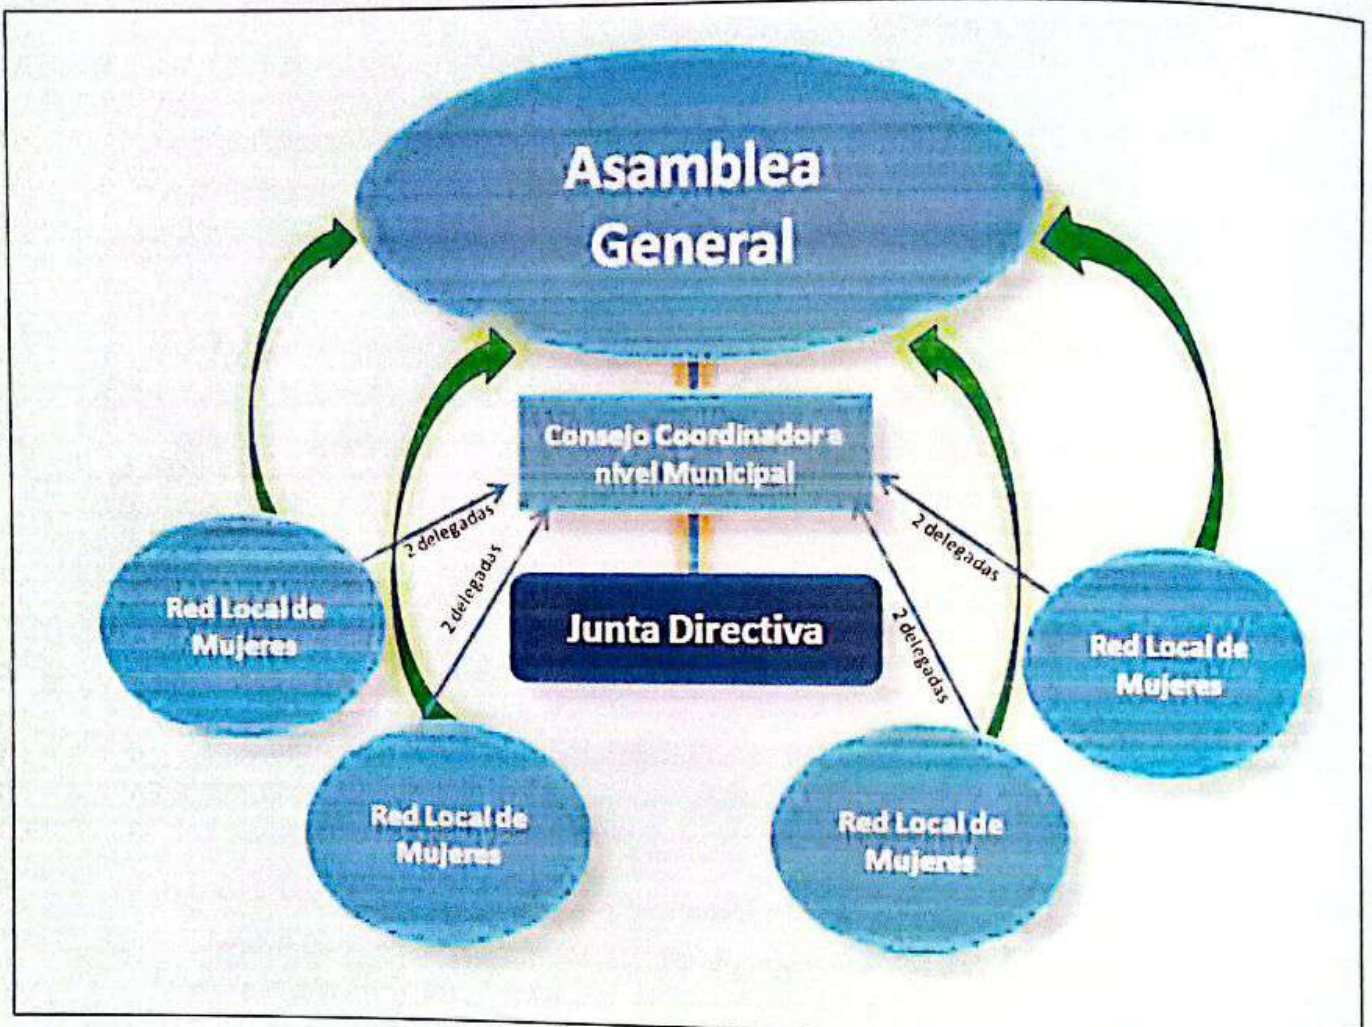 Asamblea
General
Consejo Coordinador a
nivel Municipal
2 delegadas
2 delegadas
2 delegadas
2 delegadas
Junta Directiva
Red Local de
Mujeres
Red Local de
Mujeres
Red Local de
Mujeres
Red Local de
Mujeres